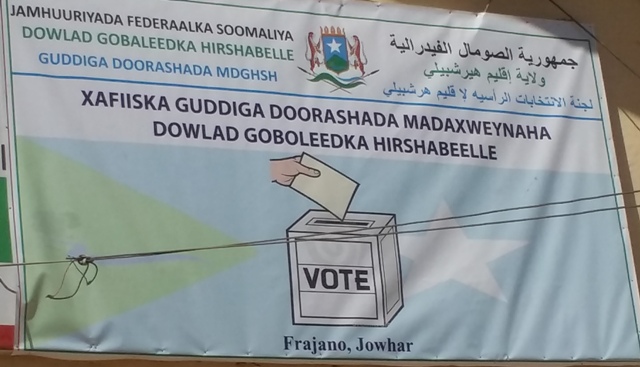 JAMHUURIYADA FEDERAALKA SOOMALIYA
DOWLAD GOBALEEDKA HIRSHABELLE
GUDDIGA DOORASHADA MDGHSH
جمهورية الصومال الفيدرالية
ولاية إقليم هيرشبيلي
لجنة الانتخابات الرأسيه لا قليم هرشبيلي
XAFIISKA GUDDIGA DOORASHADA MADAXWEYNAHA
DOWLAD GOBOLEEDKA HIRSHABEELLE
VOTE
Frajano, Jowhar